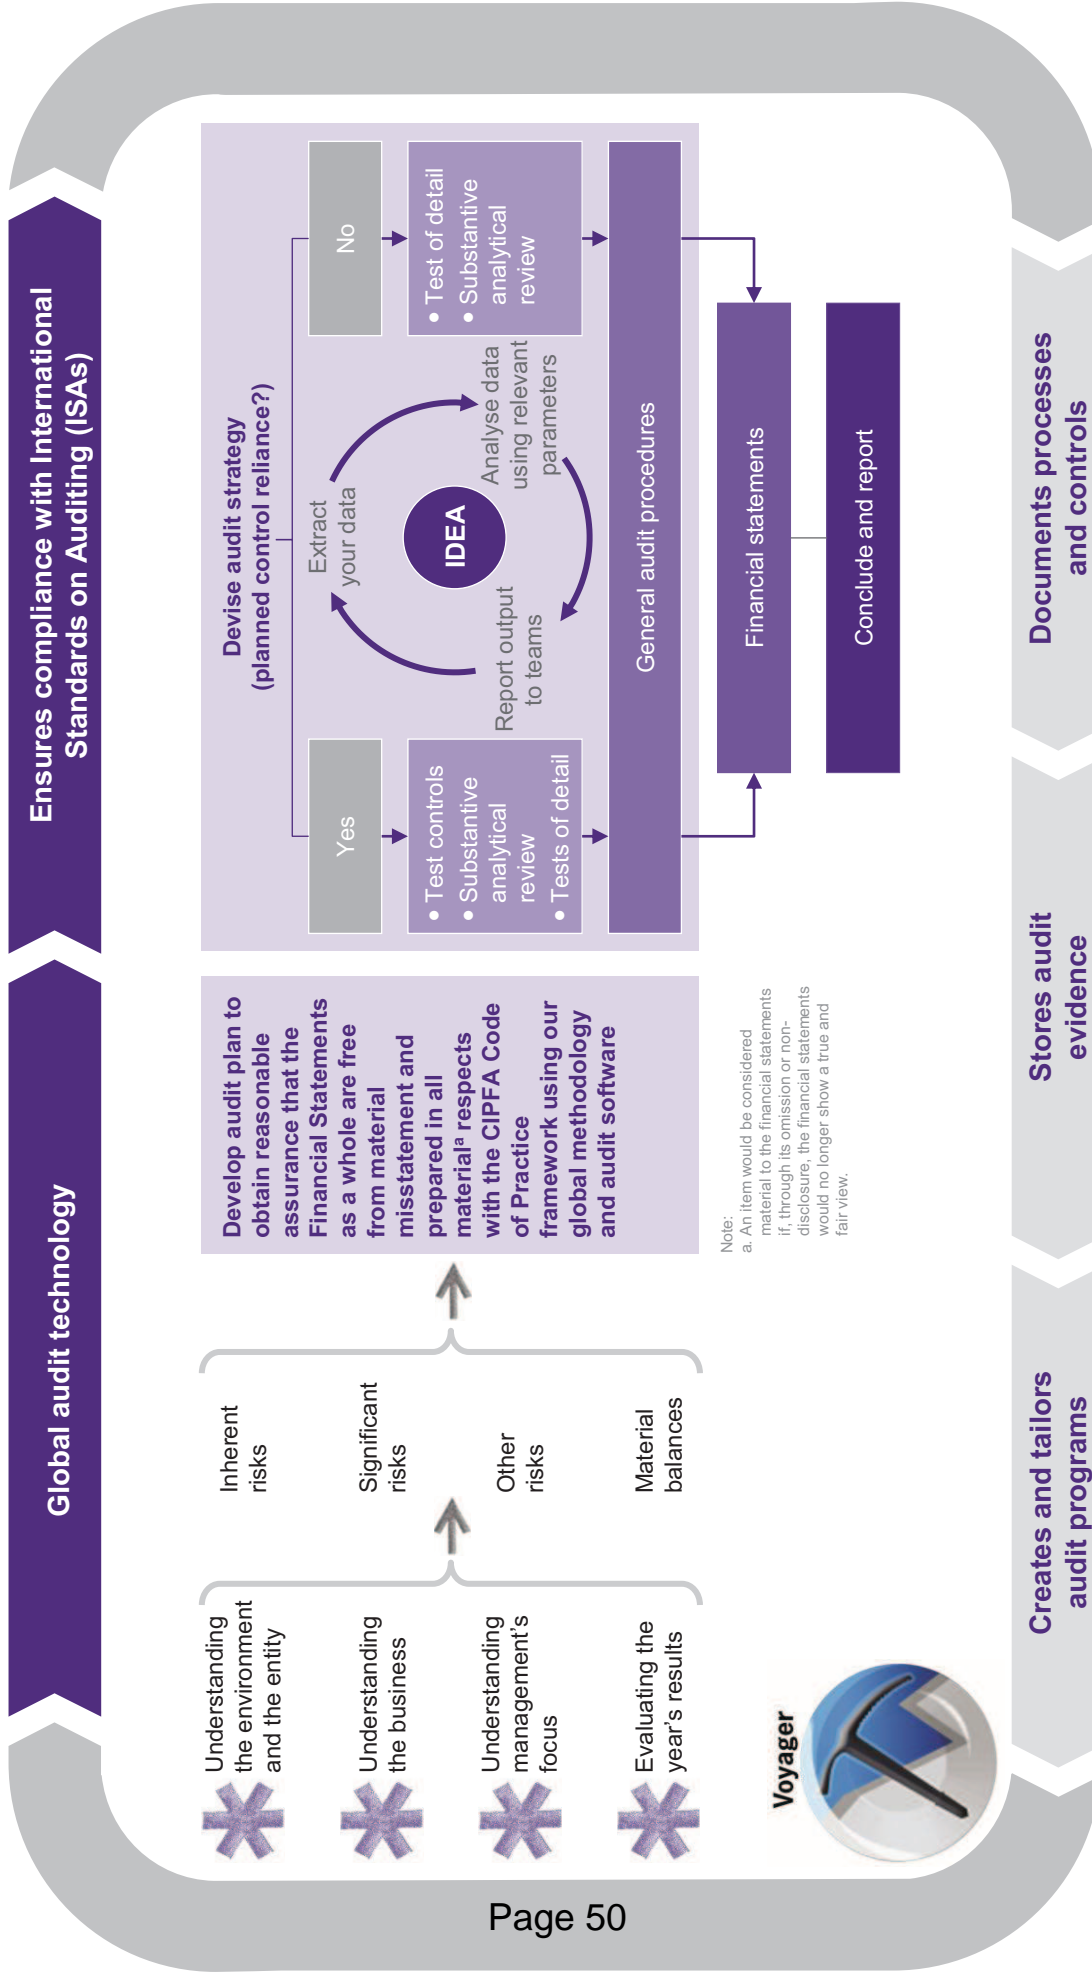 Global audit technology
Ensures compliance with International
Standards on Auditing (ISAs)
Understanding
the environment
and the entity
Understanding
the business
Understanding
management's
focus
Evaluating the
year's results
Inherent
risks
Significant
risks
Other
risks
Material
balances
Develop audit plan to
obtain reasonable
assurance that the
Financial Statements
as a whole are free
from material
misstatement and
prepared in all
materialª respects
with the CIPFA Code
of Practice
framework using our
global methodology
and audit software
Note:
a. An item would be considered
material to the financial statements
if, through its omission or non-
disclosure, the financial statements
would no longer show a true and
fair view.
Devise audit strategy
(planned control reliance?)
Yes
No
• Test controls
• Substantive
analytical
review
• Tests of detail
Extract
your data
IDEA
Analyse data
using relevant
parameters
Report output
to teams
• Test of detail
• Substantive
analytical
review
General audit procedures
Financial statements
Conclude and report
Voyager
Creates and tailors
audit programs
Stores audit
evidence
Documents processes
and controls
Page 50